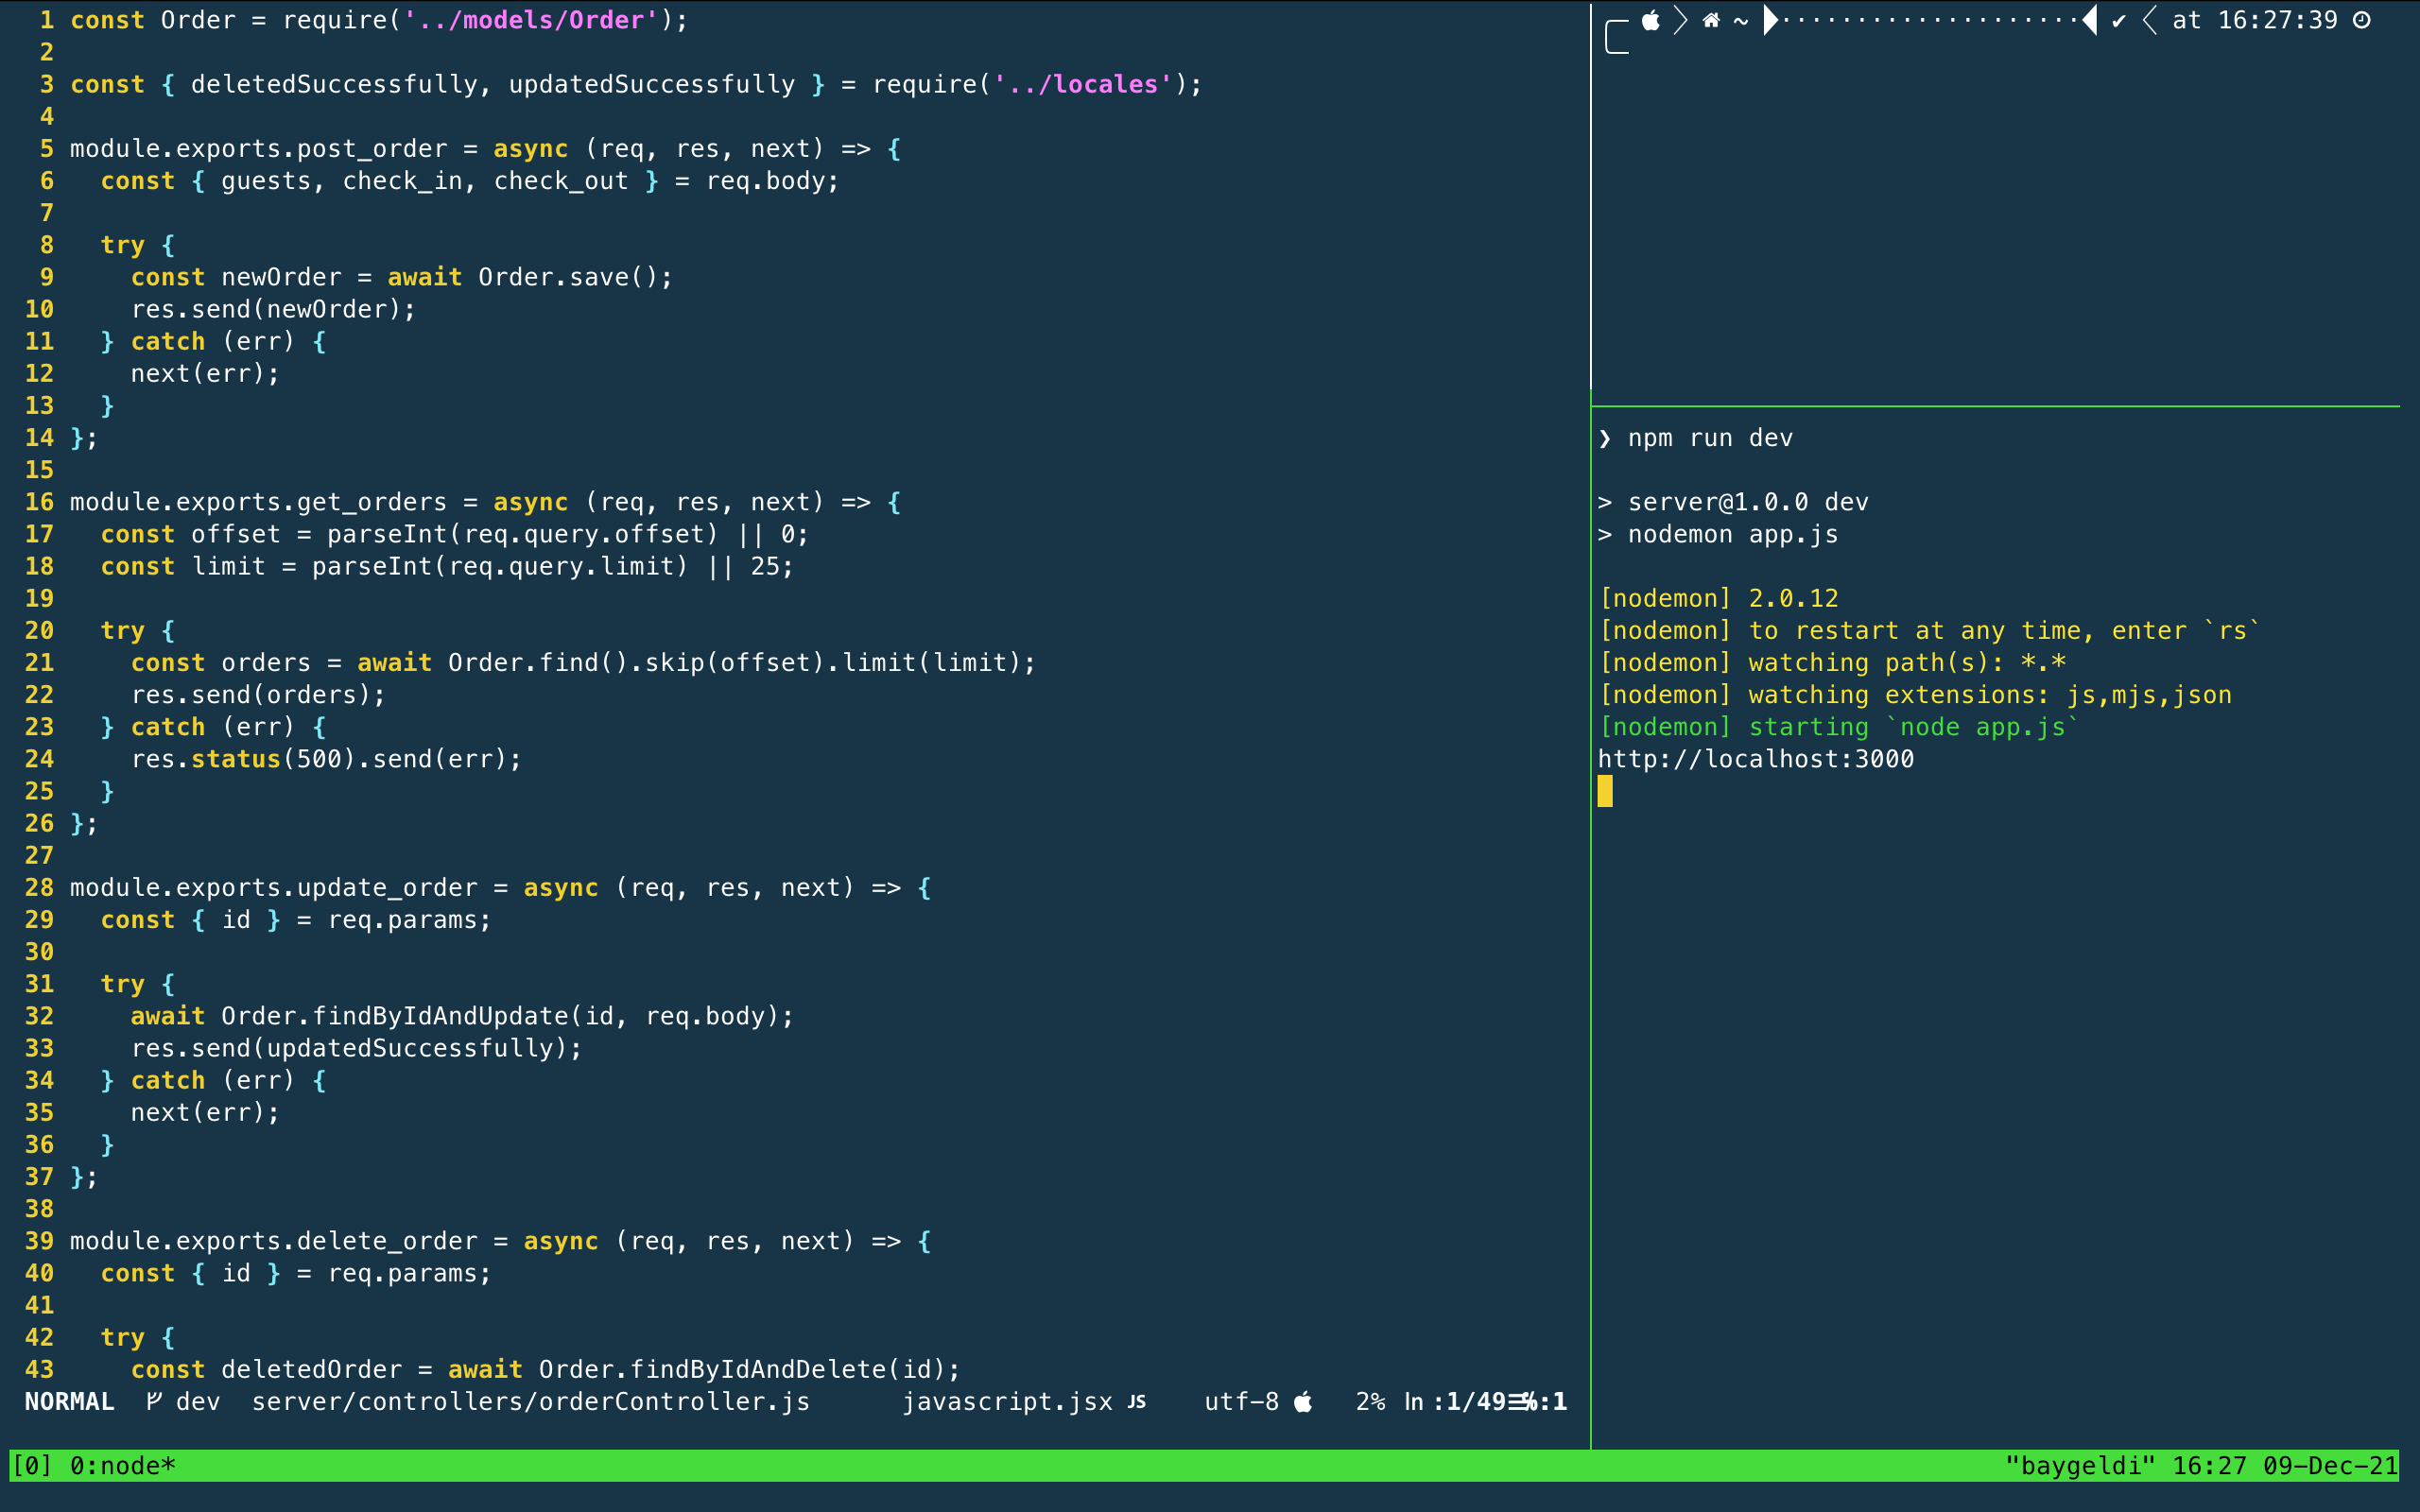 1 const Order = require('../models/Order');
2
3 const { deletedSuccessfully, updatedSuccessfully } = require('../locales');
4
5 module.exports.post_order = async (req, res, next) => {
6   const { guests, check_in, check_out } = req.body;
7
8   try {
9     const newOrder = await Order.save();
10     res.send(newOrder);
11   } catch (err) {
12     next(err);
13   }
14 };
15
16 module.exports.get_orders = async (req, res, next) => {
17   const offset = parseInt(req.query.offset) || 0;
18   const limit = parseInt(req.query.limit) || 25;
19
20   try {
21     const orders = await Order.find().skip(offset).limit(limit);
22     res.send(orders);
23   } catch (err) {
24     res.status(500).send(err);
25   }
26 };
27
28 module.exports.update_order = async (req, res, next) => {
29   const { id } = req.params;
30
31   try {
32     await Order.findByIdAndUpdate(id, req.body);
33     res.send(updatedSuccessfully);
34   } catch (err) {
35     next(err);
36   }
37 };
38
39 module.exports.delete_order = async (req, res, next) => {
40   const { id } = req.params;
41
42   try {
43     const deletedOrder = await Order.findByIdAndDelete(id);
NORMAL dev server/controllers/orderController.js javascript.jsx JS utf-8 2% ln :1/49☰%:1
~ ✔ at 16:27:39
❯ npm run dev
> server@1.0.0 dev
> nodemon app.js
[nodemon] 2.0.12
[nodemon] to restart at any time, enter `rs`
[nodemon] watching path(s): *.*
[nodemon] watching extensions: js,mjs,json
[nodemon] starting `node app.js`
http://localhost:3000
[0] 0:node* "baygeldi" 16:27 09-Dec-21